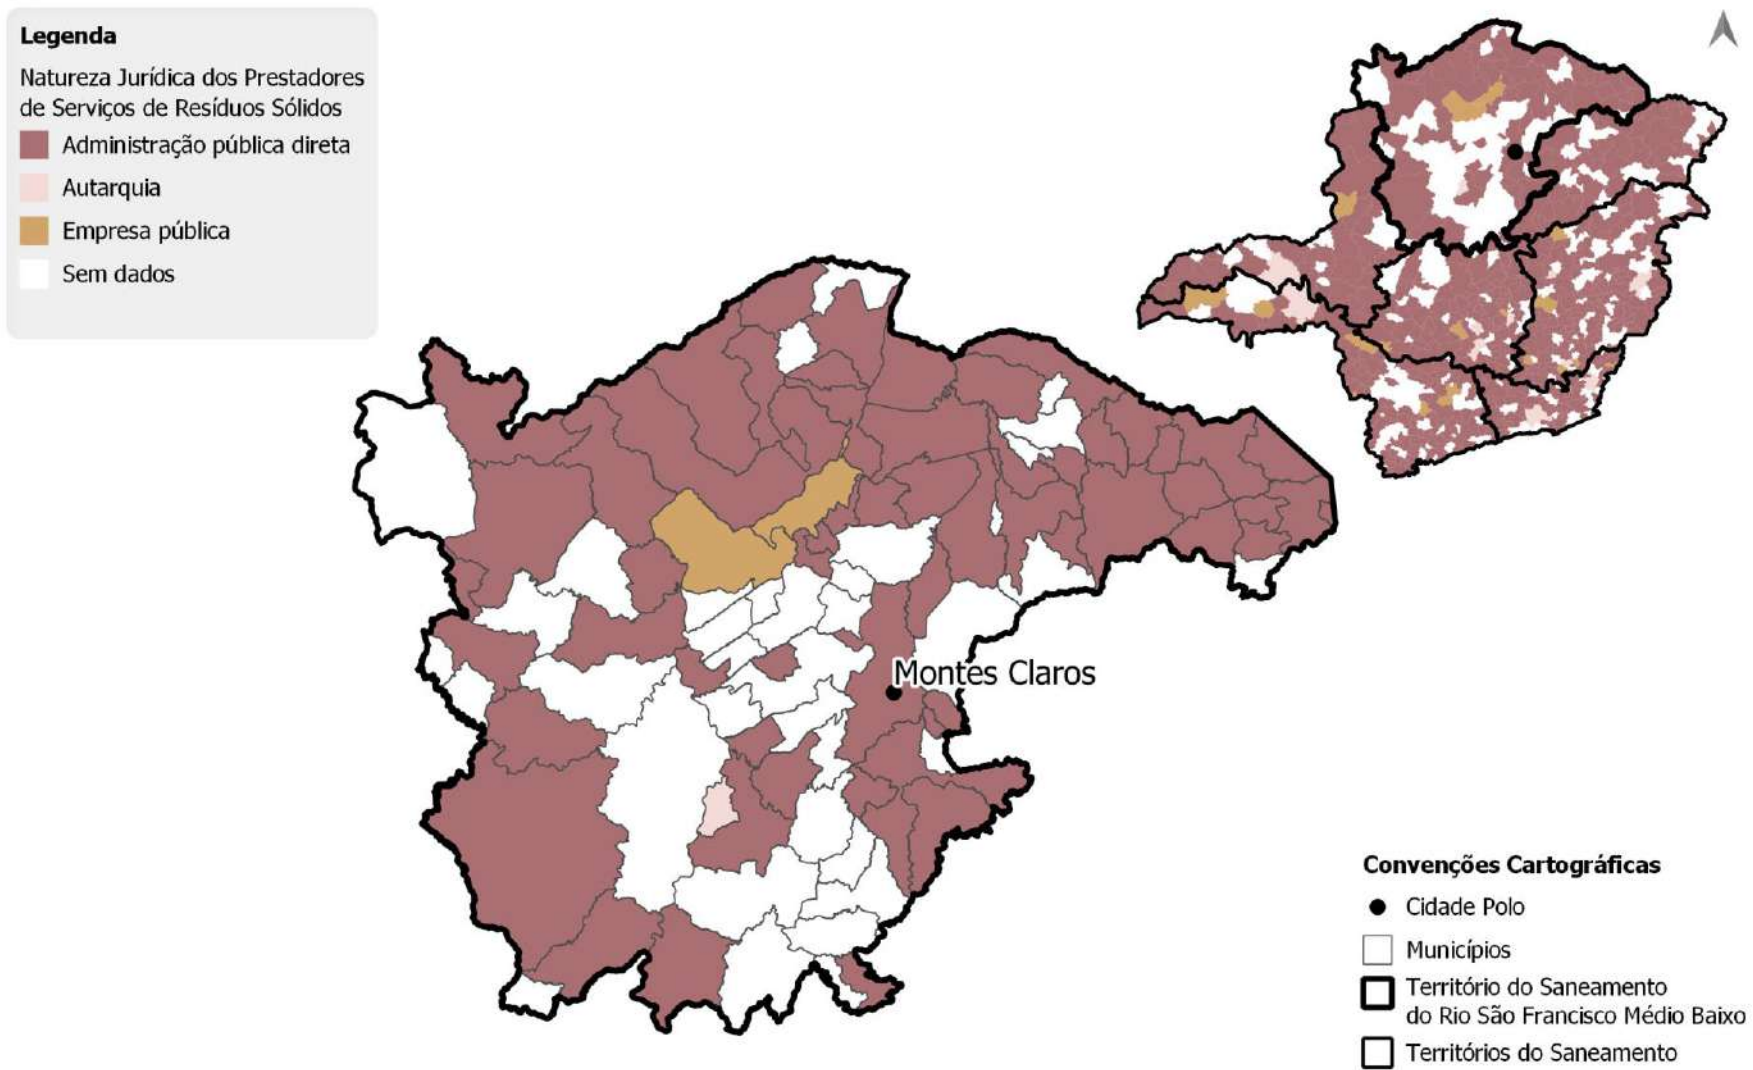 Legenda
Natureza Jurídica dos Prestadores
de Serviços de Resíduos Sólidos
Administração pública direta
Autarquia
Empresa pública
Sem dados
Montes Claros
Convenções Cartográficas
Cidade Polo
Municípios
Território do Saneamento
do Rio São Francisco Médio Baixo
Territórios do Saneamento